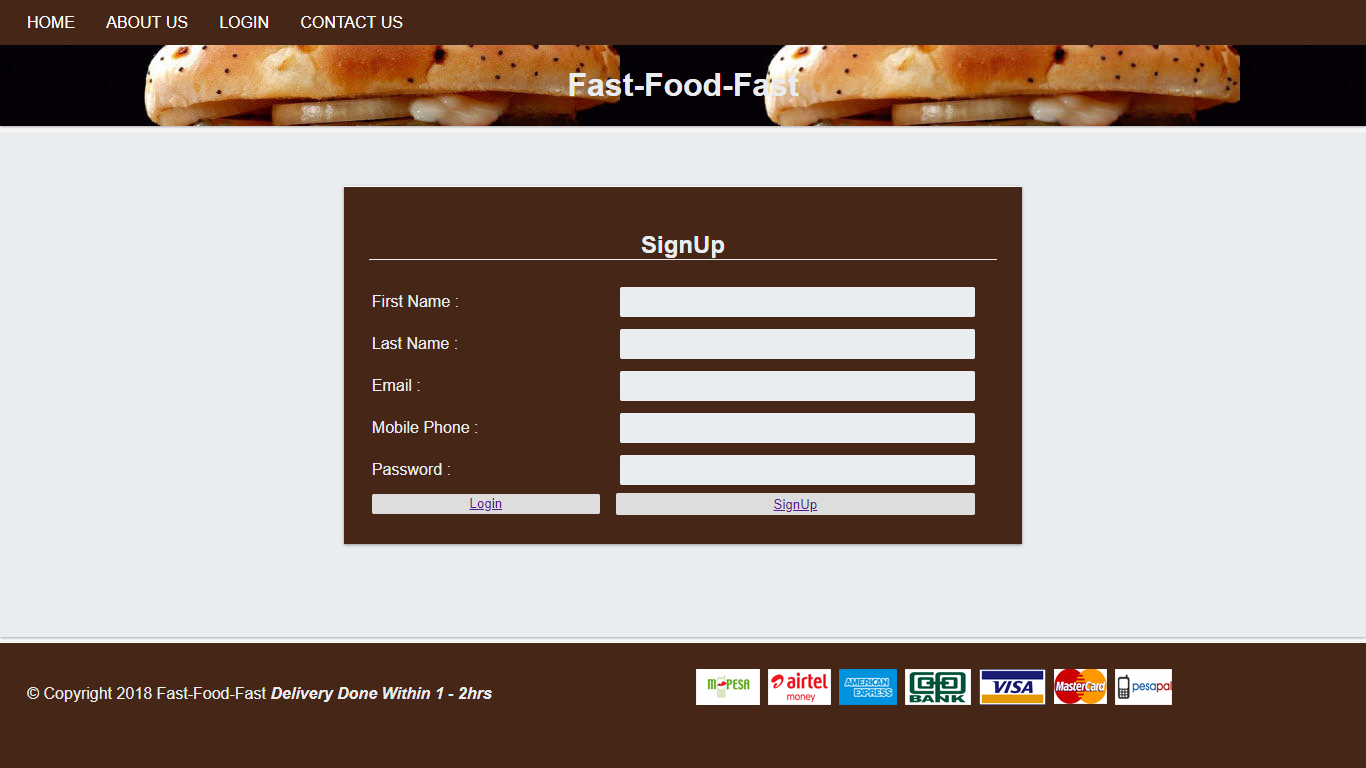 HOME ABOUT US LOGIN CONTACT US
Fast-Food-Fast
SignUp
First Name :
Last Name :
Email :
Mobile Phone :
Password :
Login SignUp
© Copyright 2018 Fast-Food-Fast Delivery Done Within 1 - 2hrs
M-PESA
airtel
money
AMERICAN
EXPRESS
BANK
VISA
MasterCard
pesapal